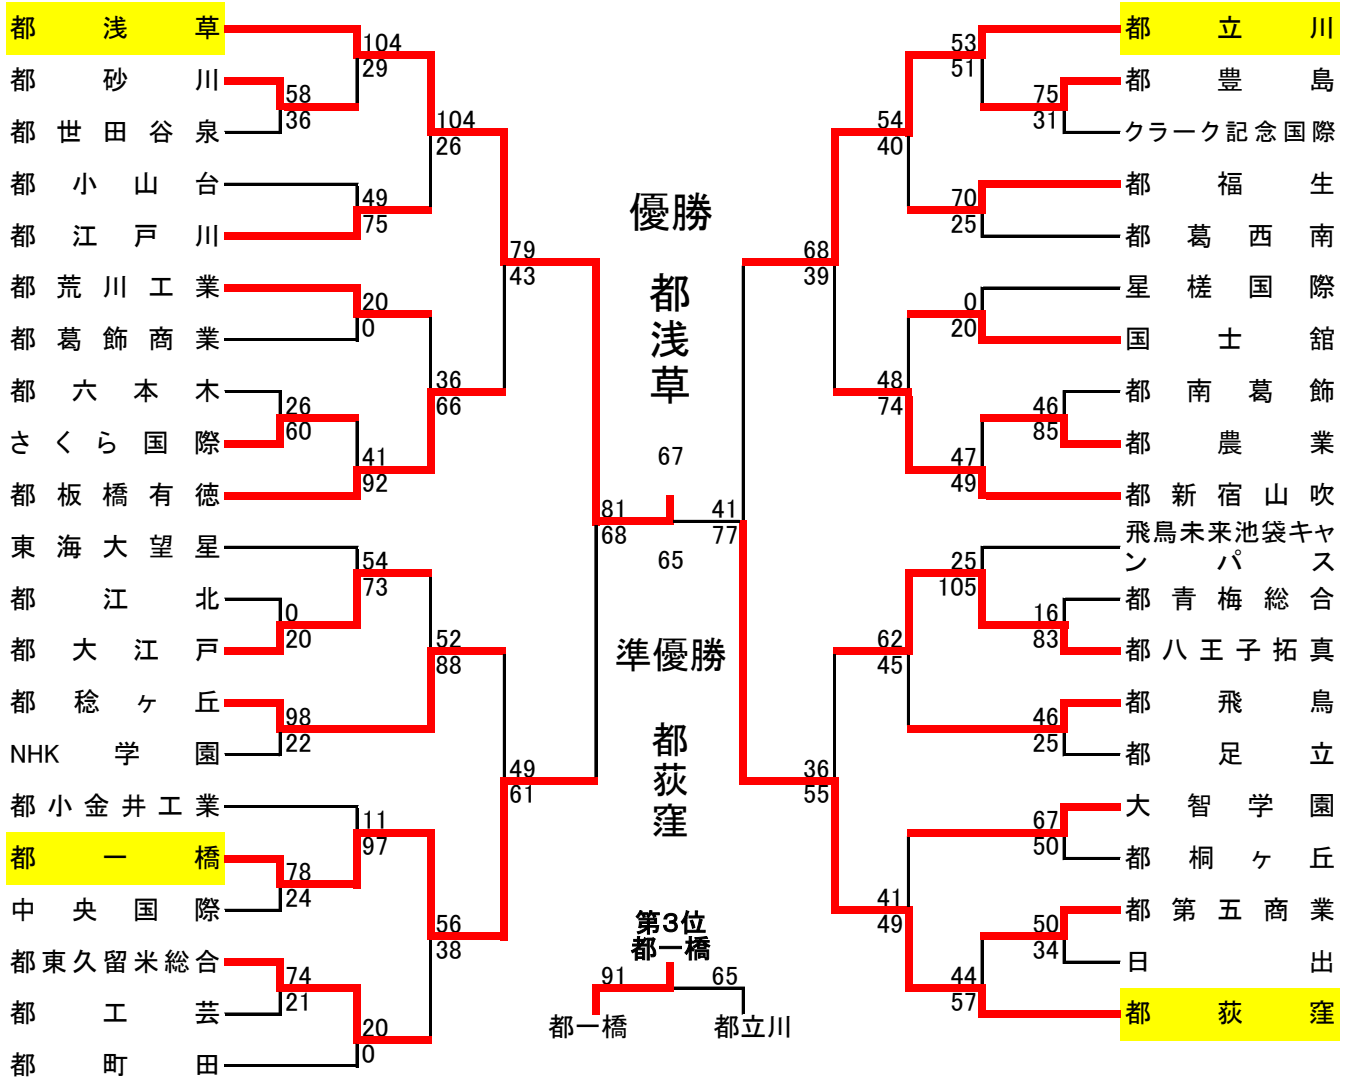 都浅草
都砂川
都世田谷泉
都小山台
都江戸川
都荒川工業
都葛飾商業
都六本木
さくら国際
都板橋有徳
東海大望星
都江北
都大江戸
都稔ヶ丘
NHK学園
都小金井工業
都一橋
中央国際
都東久留米総合
都工芸
都町田
104
29
58
36
49
75
20
0
26
60
41
92
54
73
0
20
98
22
11
97
78
24
74
21
20
0
104
26
36
66
52
88
56
38
79
43
49
61
81
68
優勝
都浅草
67
65
準優勝
都荻窪
第3位
都一橋
91
65
都一橋
都立川
41
77
68
39
36
55
54
40
48
74
62
45
41
49
53
51
75
31
70
25
0
20
46
85
47
49
25
105
16
83
46
25
67
50
50
34
44
57
都立川
都豊島
クラーク記念国際
都福生
都葛西南
星槎国際
国士舘
都南葛飾
都農業
都新宿山吹
飛鳥未来池袋キャ
ンパス
都青梅総合
都八王子拓真
都飛鳥
都足立
大智学園
都桐ヶ丘
都第五商業
日出
都荻窪